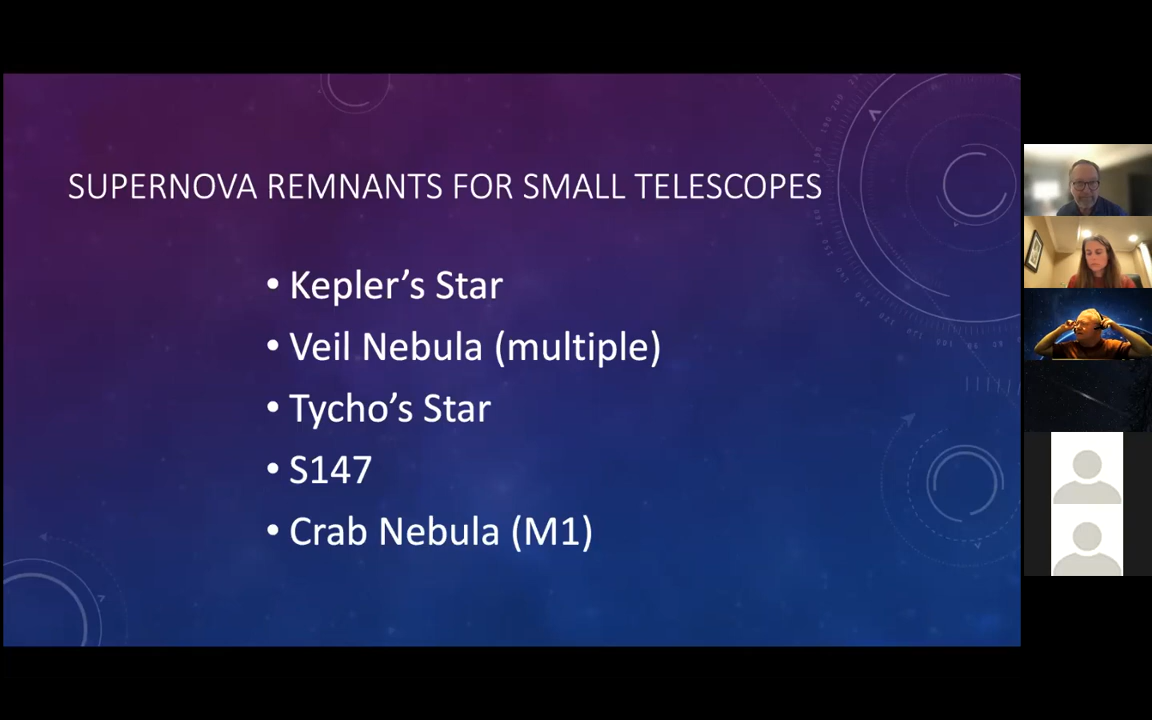 SUPERNOVA REMNANTS FOR SMALL TELESCOPES
• Kepler’s Star
• Veil Nebula (multiple)
• Tycho’s Star
• S147
• Crab Nebula (M1)